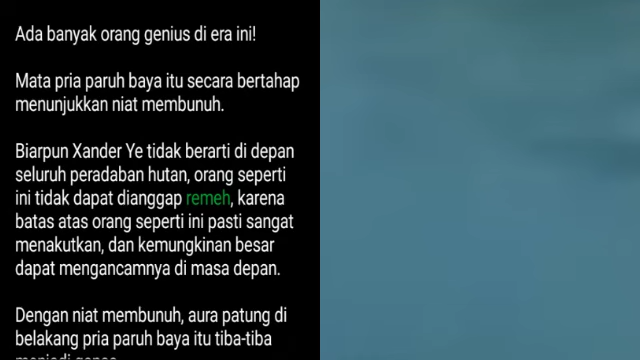 Ada banyak orang genius di era ini!
Mata pria paruh baya itu secara bertahap
menunjukkan niat membunuh.
Biarpun Xander Ye tidak berarti di depan
seluruh peradaban hutan, orang seperti
ini tidak dapat dianggap remeh, karena
batas atas orang seperti ini pasti sangat
menakutkan, dan kemungkinan besar
dapat mengancamnya di masa depan.
Dengan niat membunuh, aura patung di
belakang pria paruh baya itu tiba-tiba